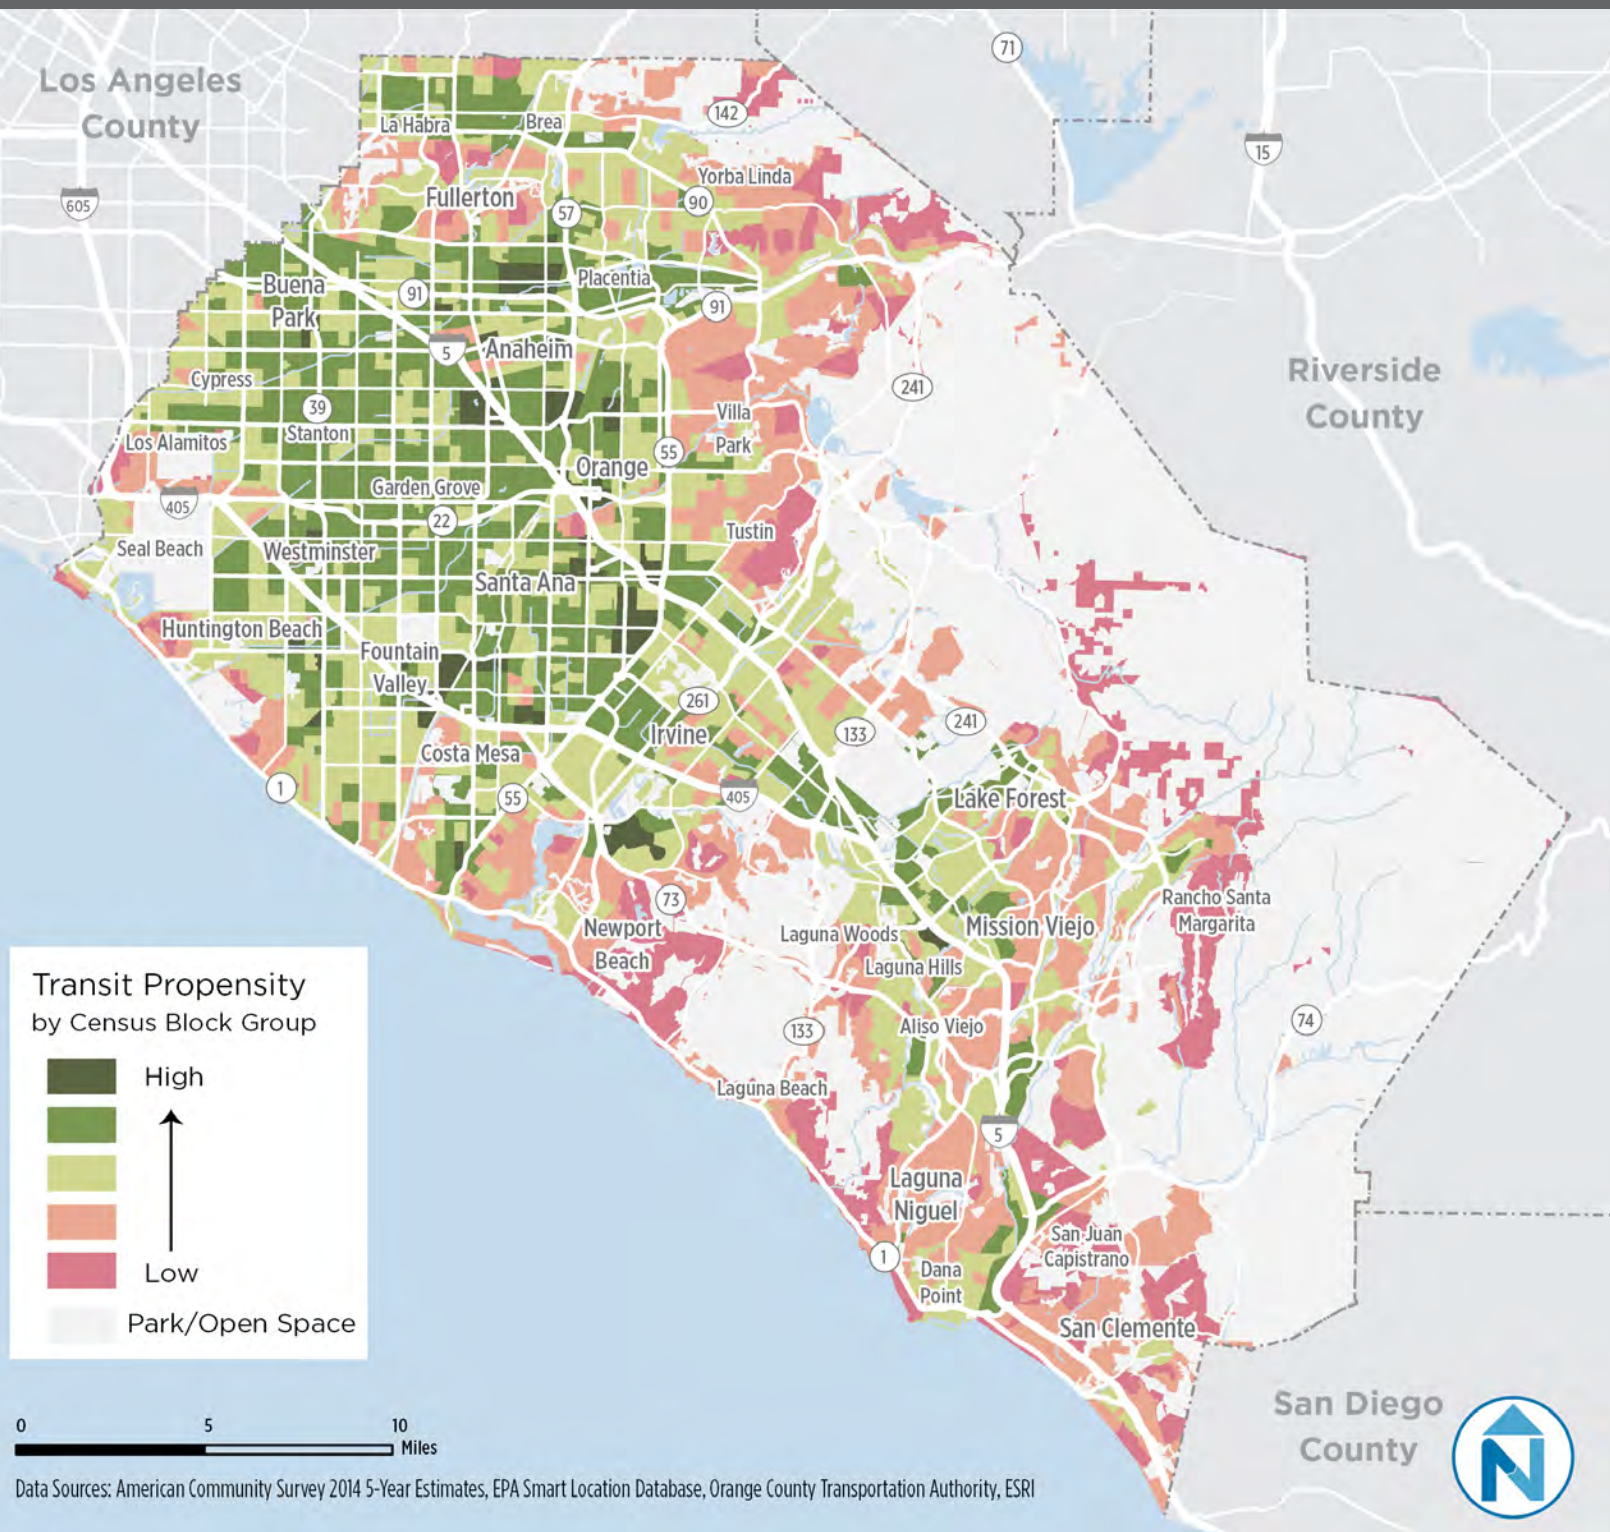 Los Angeles
County
71
142
15
605
La Habra
Brea
Yorba Linda
Fullerton
90
57
Buena
Park
91
Placentia
91
5
Anaheim
Riverside
County
Cypress
241
39
Stanton
Villa
Park
Los Alamitos
55
Orange
Garden Grove
405
22
Tustin
Seal Beach
Westminster
Santa Ana
Huntington Beach
Fountain
Valley
261
Irvine
133
241
Costa Mesa
1
55
405
Lake Forest
73
Rancho Santa
Margarita
Newport
Beach
Laguna Woods
Mission Viejo
Laguna Hills
133
Aliso Viejo
74
Laguna Beach
5
Laguna
Niguel
San Juan
Capistrano
1
Dana
Point
San Clemente
San Diego
County
Transit Propensity
by Census Block Group
High
Low
Park/Open Space
0 5 10
Miles
N
Data Sources: American Community Survey 2014 5-Year Estimates, EPA Smart Location Database, Orange County Transportation Authority, ESRI